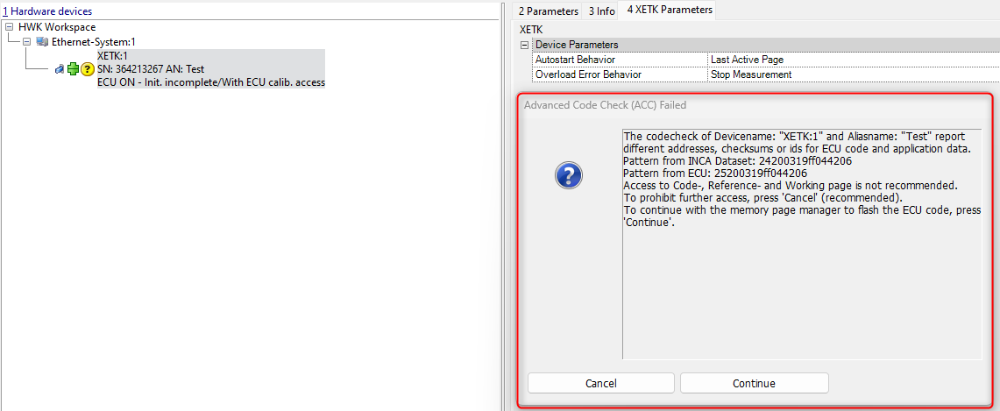 1 Hardware devices
HWK Workspace
Ethernet-System:1
XETK:1
SN: 364213267 AN: Test
ECU ON - Init. incomplete/With ECU calib. access
2 Parameters 3 Info 4 XETK Parameters
XETK
Device Parameters
Autostart Behavior Last Active Page
Overload Error Behavior Stop Measurement
Advanced Code Check (ACC) Failed
The codecheck of Devicename: "XETK:1" and Aliasname: "Test" report
different addresses, checksums or ids for ECU code and application data.
Pattern from INCA Dataset: 24200319ff044206
Pattern from ECU: 25200319ff044206
Access to Code-, Reference- and Working page is not recommended.
To prohibit further access, press 'Cancel' (recommended).
To continue with the memory page manager to flash the ECU code, press
'Continue'.
Cancel Continue